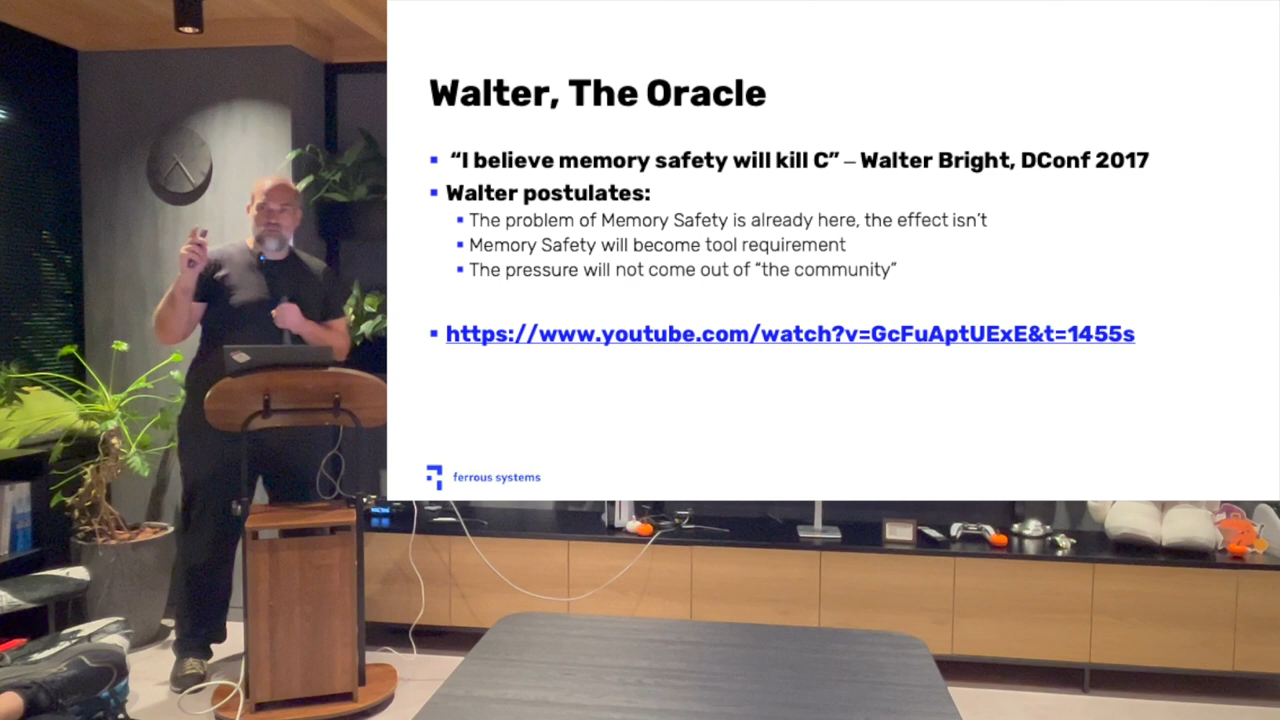 Walter, The Oracle
“I believe memory safety will kill C” – Walter Bright, DConf 2017
Walter postulates:
The problem of Memory Safety is already here, the effect isn’t
Memory Safety will become tool requirement
The pressure will not come out of “the community”
https://www.youtube.com/watch?v=GcFuAptUExE&t=1455s
ferrous systems